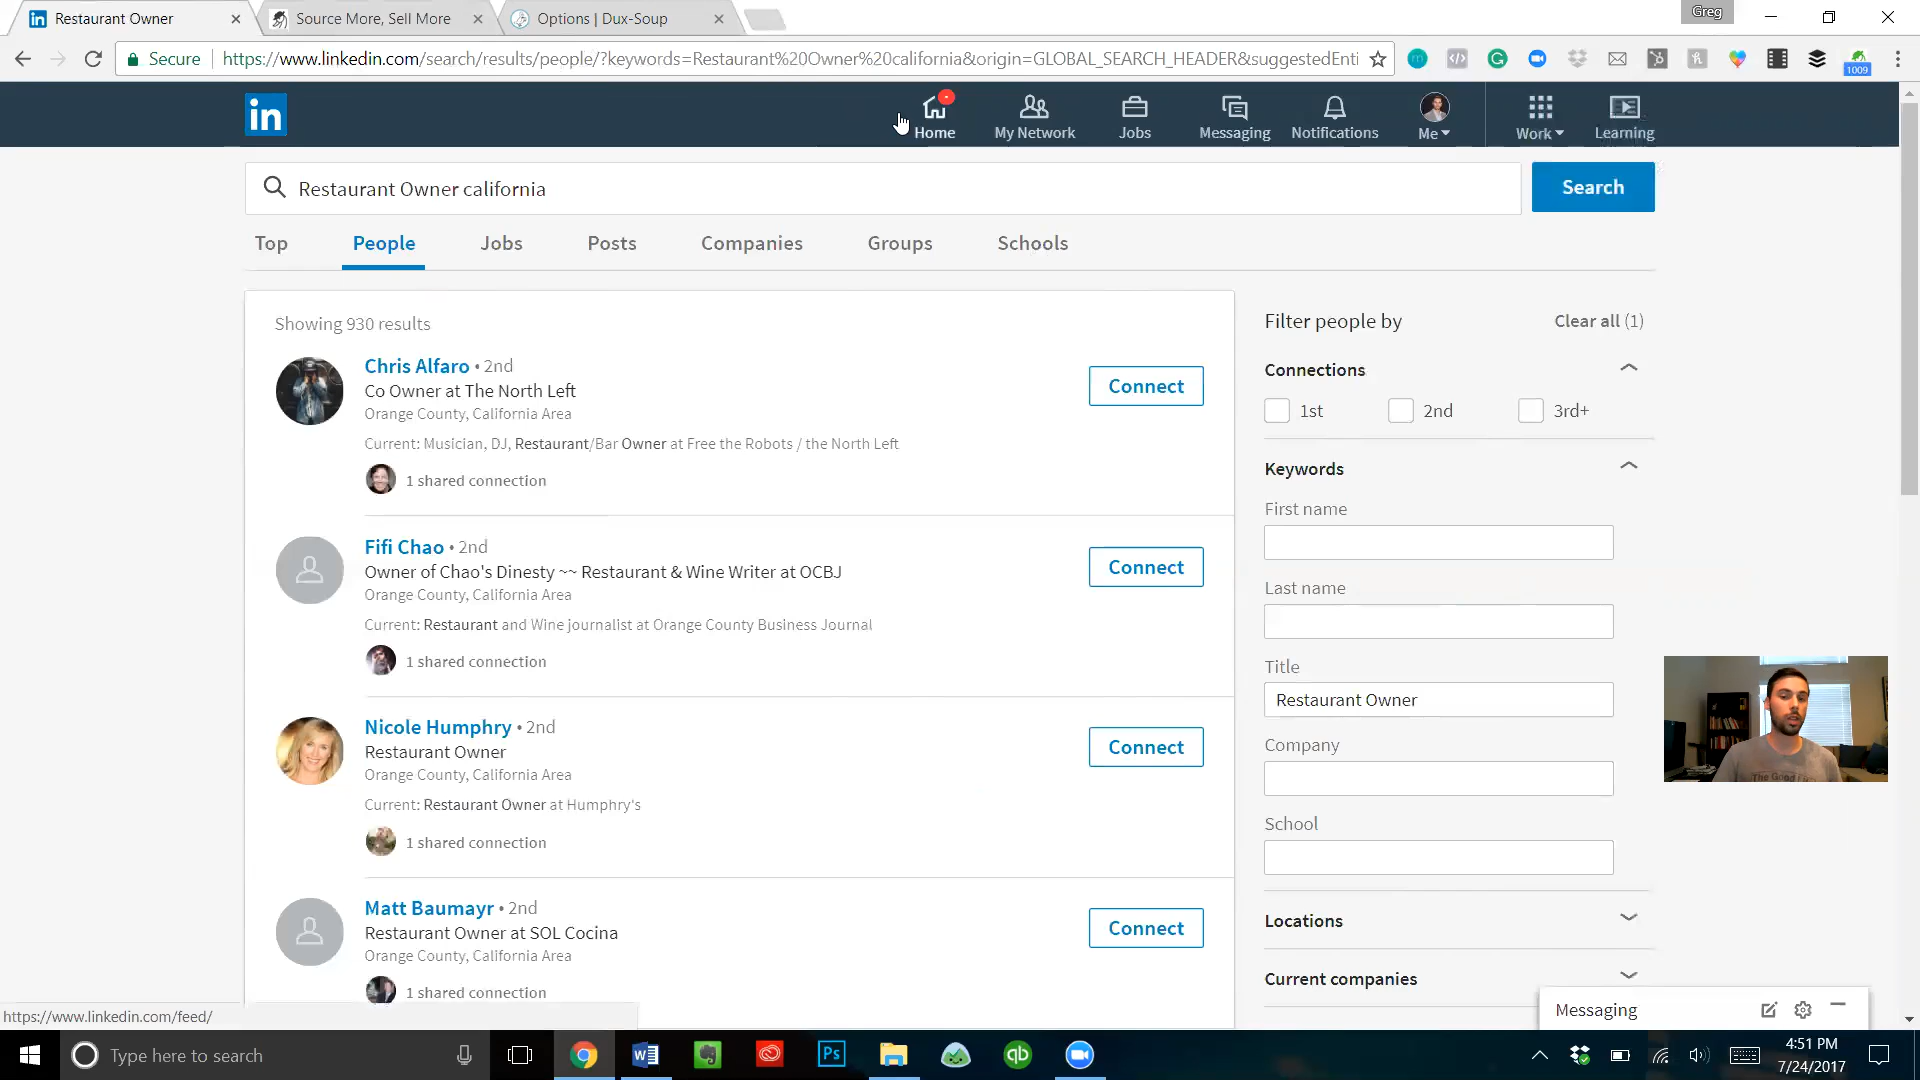 Restaurant Owner
Source More, Sell More
Options | Dux-Soup
Greg
Secure
https://www.linkedin.com/search/results/people/?keywords=Restaurant%20Owner%20california&origin=GLOBAL_SEARCH_HEADER&suggestedEnti
1009
in
Home
My Network
Jobs
Messaging
Notifications
Me
Work
Learning
Restaurant Owner california
Search
Top
People
Jobs
Posts
Companies
Groups
Schools
Showing 930 results
Chris Alfaro • 2nd
Co Owner at The North Left
Orange County, California Area
Current: Musician, DJ, Restaurant/Bar Owner at Free the Robots / the North Left
1 shared connection
Connect
Fifi Chao • 2nd
Owner of Chao's Dinesty ~~ Restaurant & Wine Writer at OCBJ
Orange County, California Area
Current: Restaurant and Wine journalist at Orange County Business Journal
1 shared connection
Connect
Nicole Humphry • 2nd
Restaurant Owner
Orange County, California Area
Current: Restaurant Owner at Humphry's
1 shared connection
Connect
Matt Baumayr • 2nd
Restaurant Owner at SOL Cocina
Orange County, California Area
1 shared connection
Connect
Filter people by
Clear all (1)
Connections
1st
2nd
3rd+
Keywords
First name
Last name
Title
Restaurant Owner
Company
School
Locations
Current companies
Messaging
https://www.linkedin.com/feed/
Type here to search
Ps
qb
4:51 PM
7/24/2017